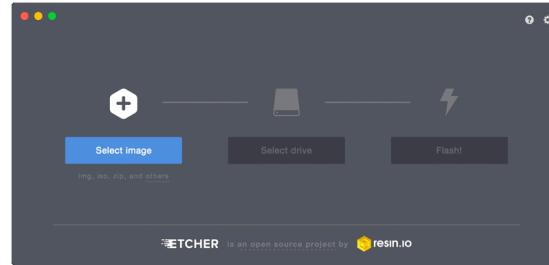 Select image
Select drive
Flash!
img, iso, zip, and others
ETCHER is an open source project by resin.io